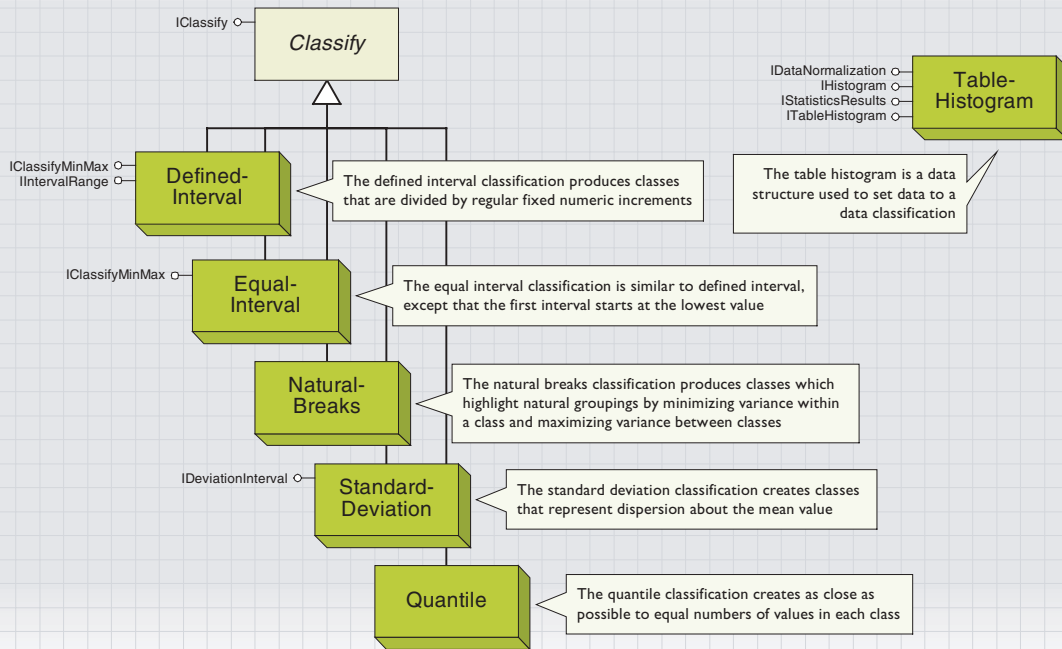 IClassify
Classify
IDataNormalization
IHistogram
IStatisticsResults
ITableHistogram
Table-
Histogram
The table histogram is a data
structure used to set data to a
data classification
IClassifyMinMax
IIntervalRange
Defined-
Interval
The defined interval classification produces classes
that are divided by regular fixed numeric increments
IClassifyMinMax
Equal-
Interval
The equal interval classification is similar to defined interval,
except that the first interval starts at the lowest value
Natural-
Breaks
The natural breaks classification produces classes which
highlight natural groupings by minimizing variance within
a class and maximizing variance between classes
IDeviationInterval
Standard-
Deviation
The standard deviation classification creates classes
that represent dispersion about the mean value
Quantile
The quantile classification creates as close as
possible to equal numbers of values in each class